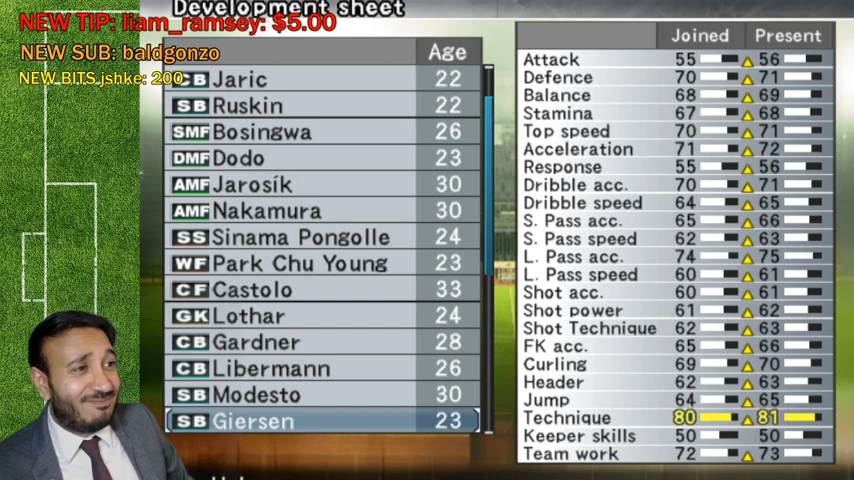 Development sheet
NEW TIP: liam_ramsey: $5.00
NEW SUB: baldgonzo
NEW BITS jshke: 200
Age
CB Jaric 22
SB Ruskin 22
SMF Bosingwa 26
DMF Dodo 23
AMF Jarosík 30
AMF Nakamura 30
SS Sinama Pongolle 24
WF Park Chu Young 23
CF Castolo 33
GK Lothar 24
CB Gardner 28
CB Libermann 26
SB Modesto 30
SB Giersen 23
Joined Present
Attack 55 56
Defence 70 71
Balance 68 69
Stamina 67 68
Top speed 70 71
Acceleration 71 72
Response 55 56
Dribble acc. 70 71
Dribble speed 64 65
S. Pass acc. 65 66
S. Pass speed 62 63
L. Pass acc. 74 75
L. Pass speed 60 61
Shot acc. 60 61
Shot power 61 62
Shot Technique 62 63
FK acc. 65 66
Curling 69 70
Header 62 63
Jump 64 65
Technique 80 81
Keeper skills 50 50
Team work 72 73